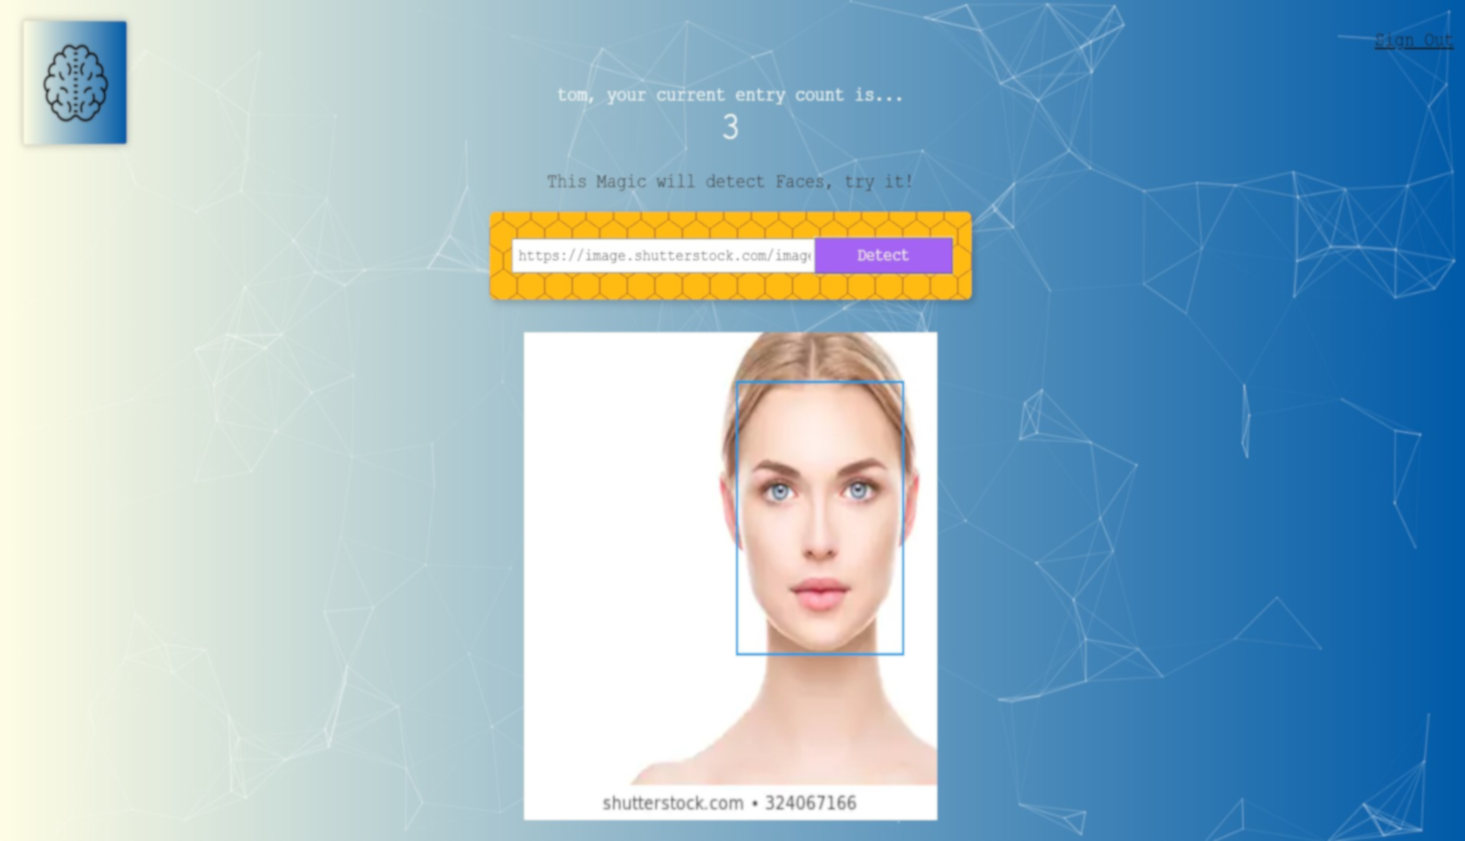 Sign Out
tom, your current entry count is...
3
This Magic will detect Faces, try it!
https://image.shutterstock.com/image
Detect
shutterstock.com • 324067166